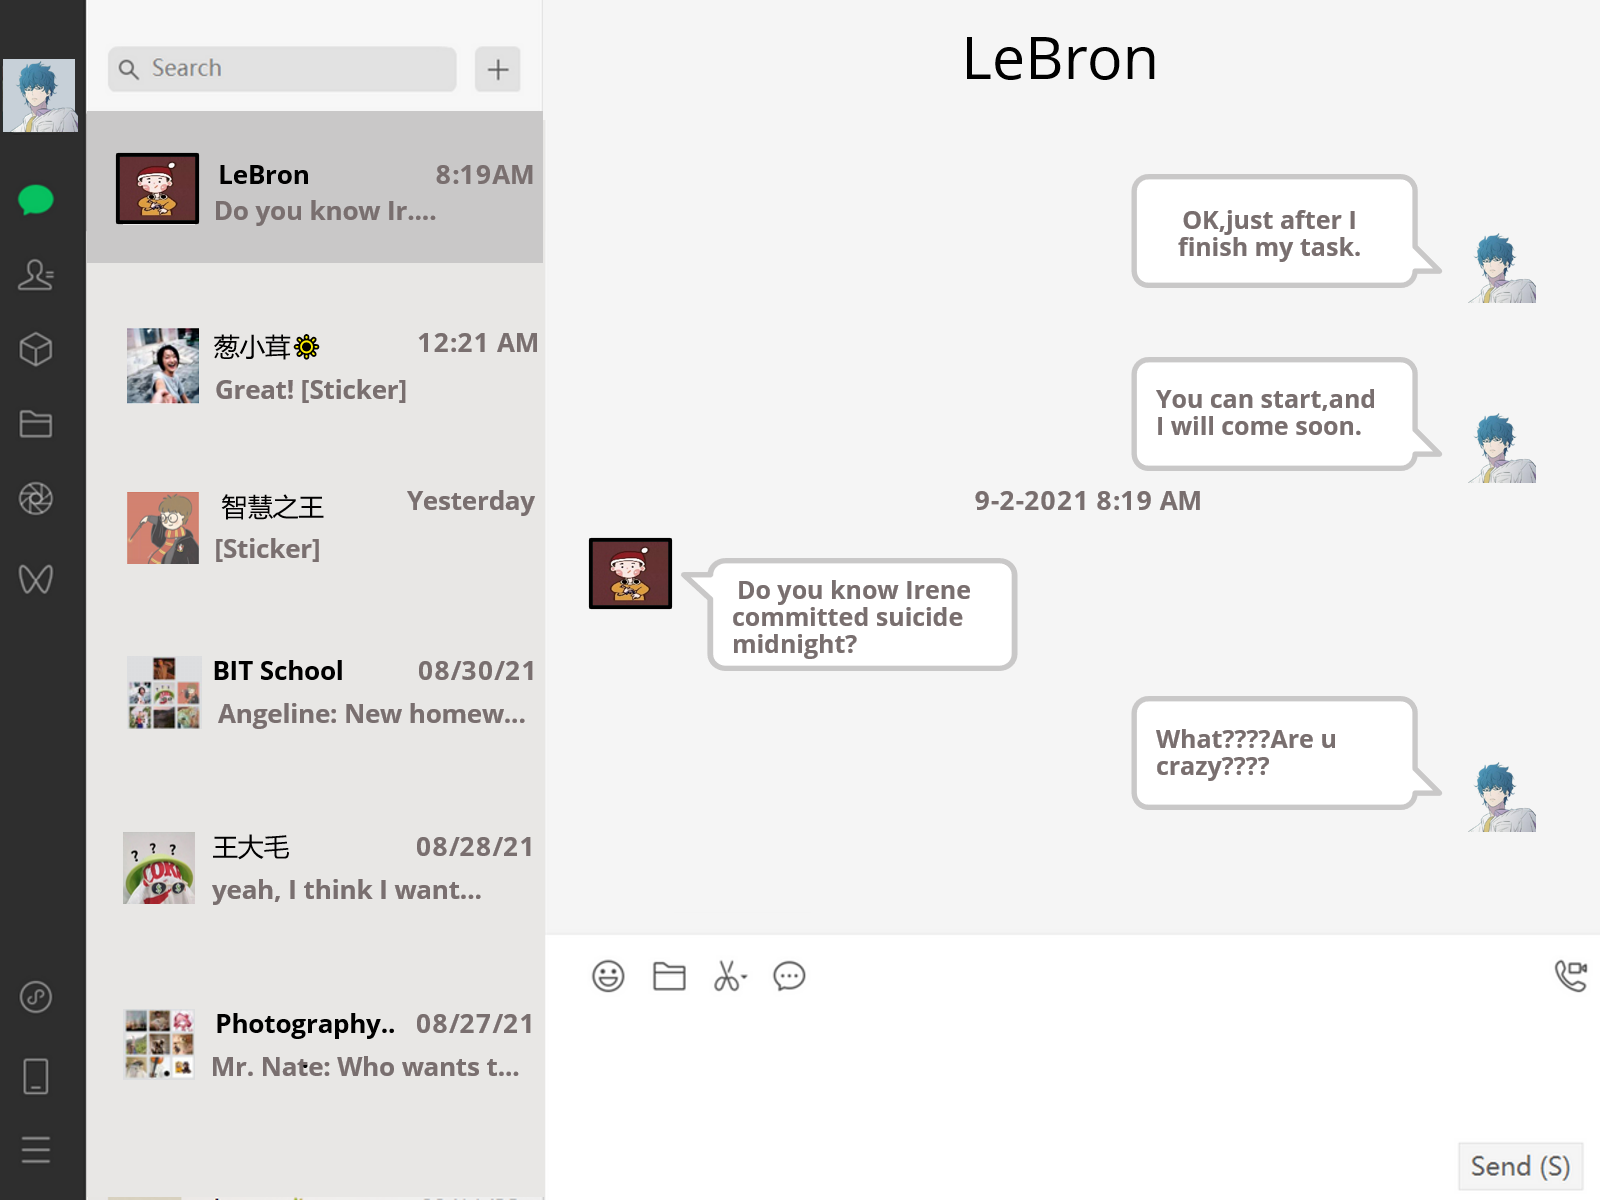 Search
LeBron
8:19AM
Do you know Ir....
葱小茸
12:21 AM
Great! [Sticker]
智慧之王
Yesterday
[Sticker]
BIT School
08/30/21
Angeline: New homew...
王大毛
08/28/21
yeah, I think I want...
Photography..
08/27/21
Mr. Nate: Who wants t...
LeBron
OK,just after I
finish my task.
You can start,and
I will come soon.
9-2-2021 8:19 AM
Do you know Irene
committed suicide
midnight?
What????Are u
crazy????
Send (S)